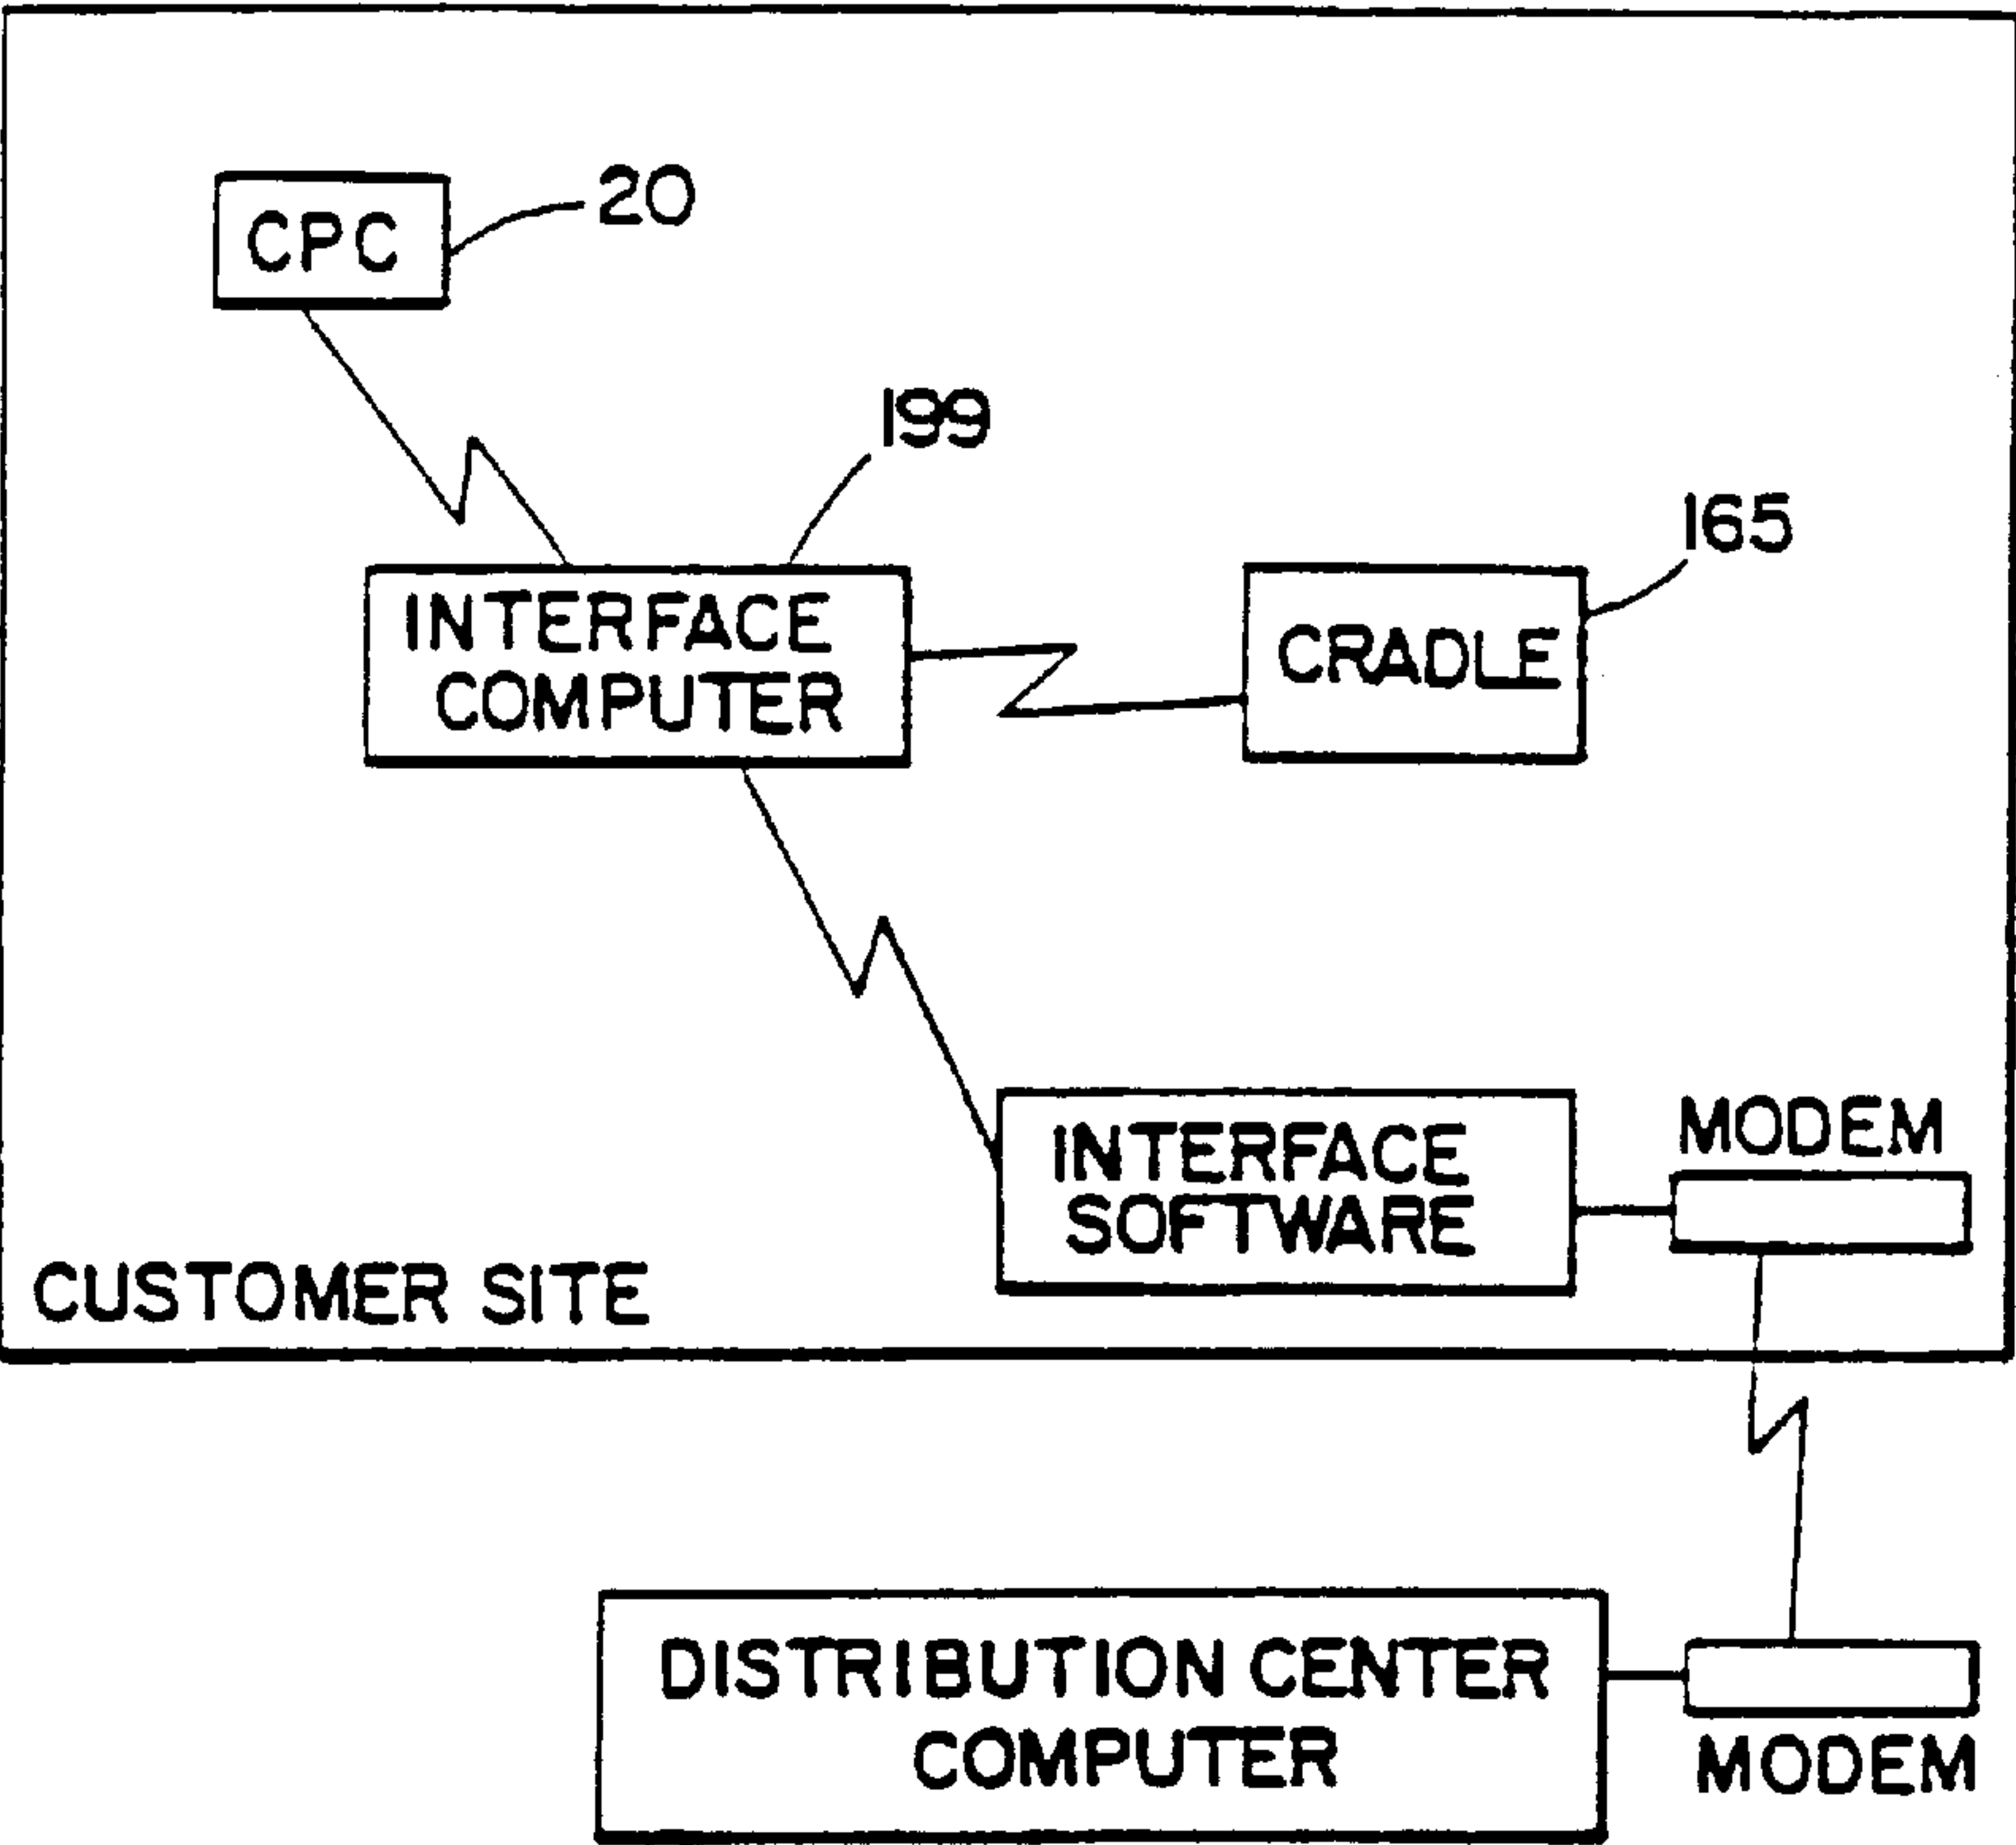 CPC
20
199
INTERFACE
COMPUTER
165
CRADLE
INTERFACE
SOFTWARE
MODEM
CUSTOMER SITE
DISTRIBUTION CENTER
COMPUTER
MODEM